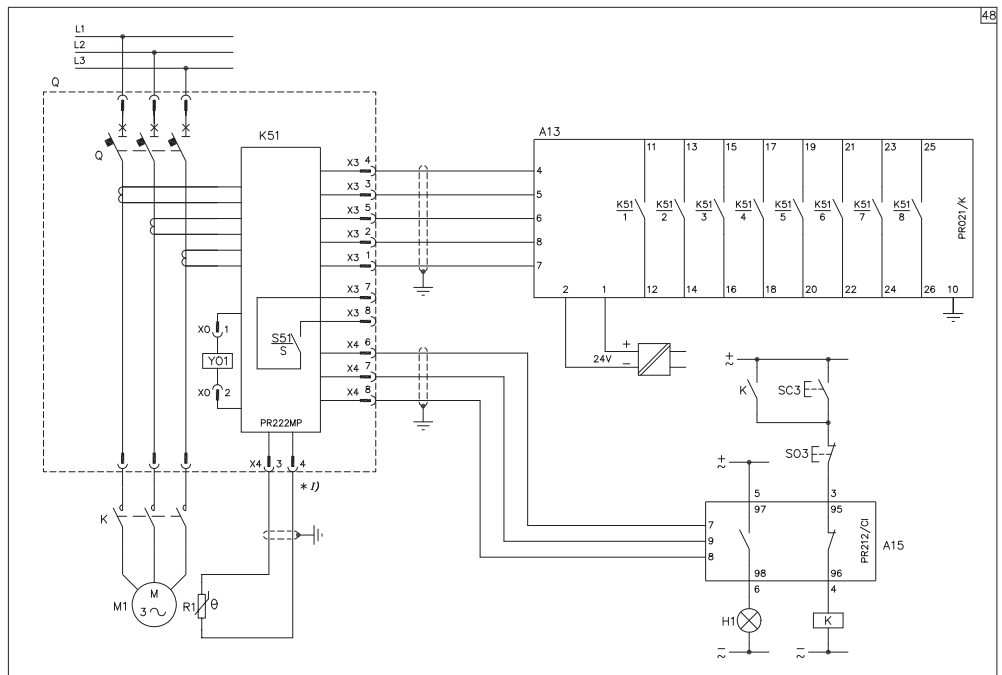 48
L1
L2
L3
Q
K51
A13
Q
X3 4
X3 3
X3 5
X3 2
X3 1
X3 7
X3 8
X4 6
X4 7
X4 8
4
5
6
8
7
11 13 15 17 19 21 23 25
K51 K51 K51 K51 K51 K51 K51 K51
1 2 3 4 5 6 7 8
PR021/K
2 1 12 14 16 18 20 22 24 26 10
X0 1
Y01
X0 2
S51
S
PR222MP
X4 3 4
* I)
+
24V
−
+
~
K
SC3
SO3
+
~
5 3
97 95
7
9
8
PR212/CI
A15
98 96
6 4
H1
K
−
~
−
~
K
M1
M
3 ~
R1
θ